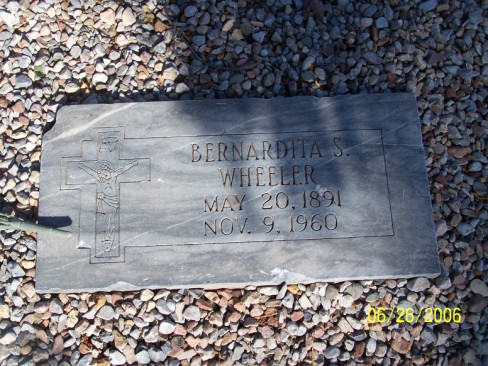 BERNARDITA S.
WHEELER
MAY 20, 1891
NOV. 9, 1960
06/26/2006